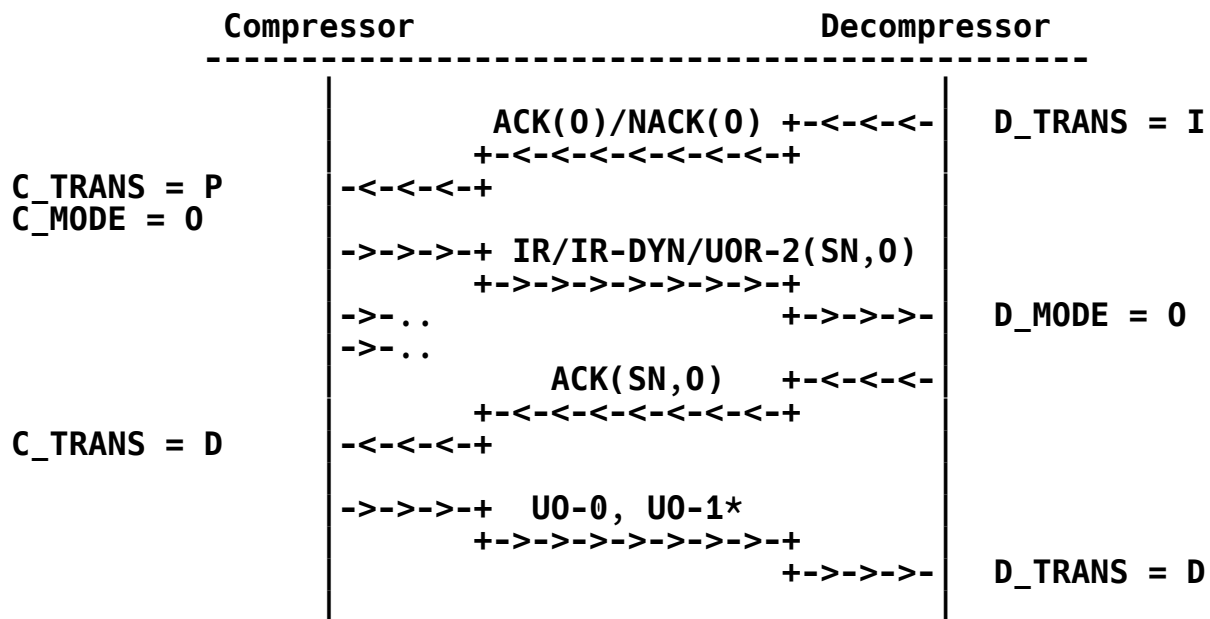 Compressor Decompressor
----------------------------------------------
| |
| ACK(O)/NACK(O) +-<-<-<-| D_TRANS = I
| +-<-<-<-<-<-<-<-+ |
C_TRANS = P |-<-<-<-+ |
C_MODE = O | |
|->->->-+ IR/IR-DYN/UOR-2(SN,O) |
| +->->->->->->->-+ |
|->-.. +->->->-| D_MODE = O
|->-.. |
| ACK(SN,O) +-<-<-<-|
| +-<-<-<-<-<-<-<-+ |
C_TRANS = D |-<-<-<-+ |
| |
|->->->-+ UO-0, UO-1* |
| +->->->->->->->-+ |
| +->->->-| D_TRANS = D
| |